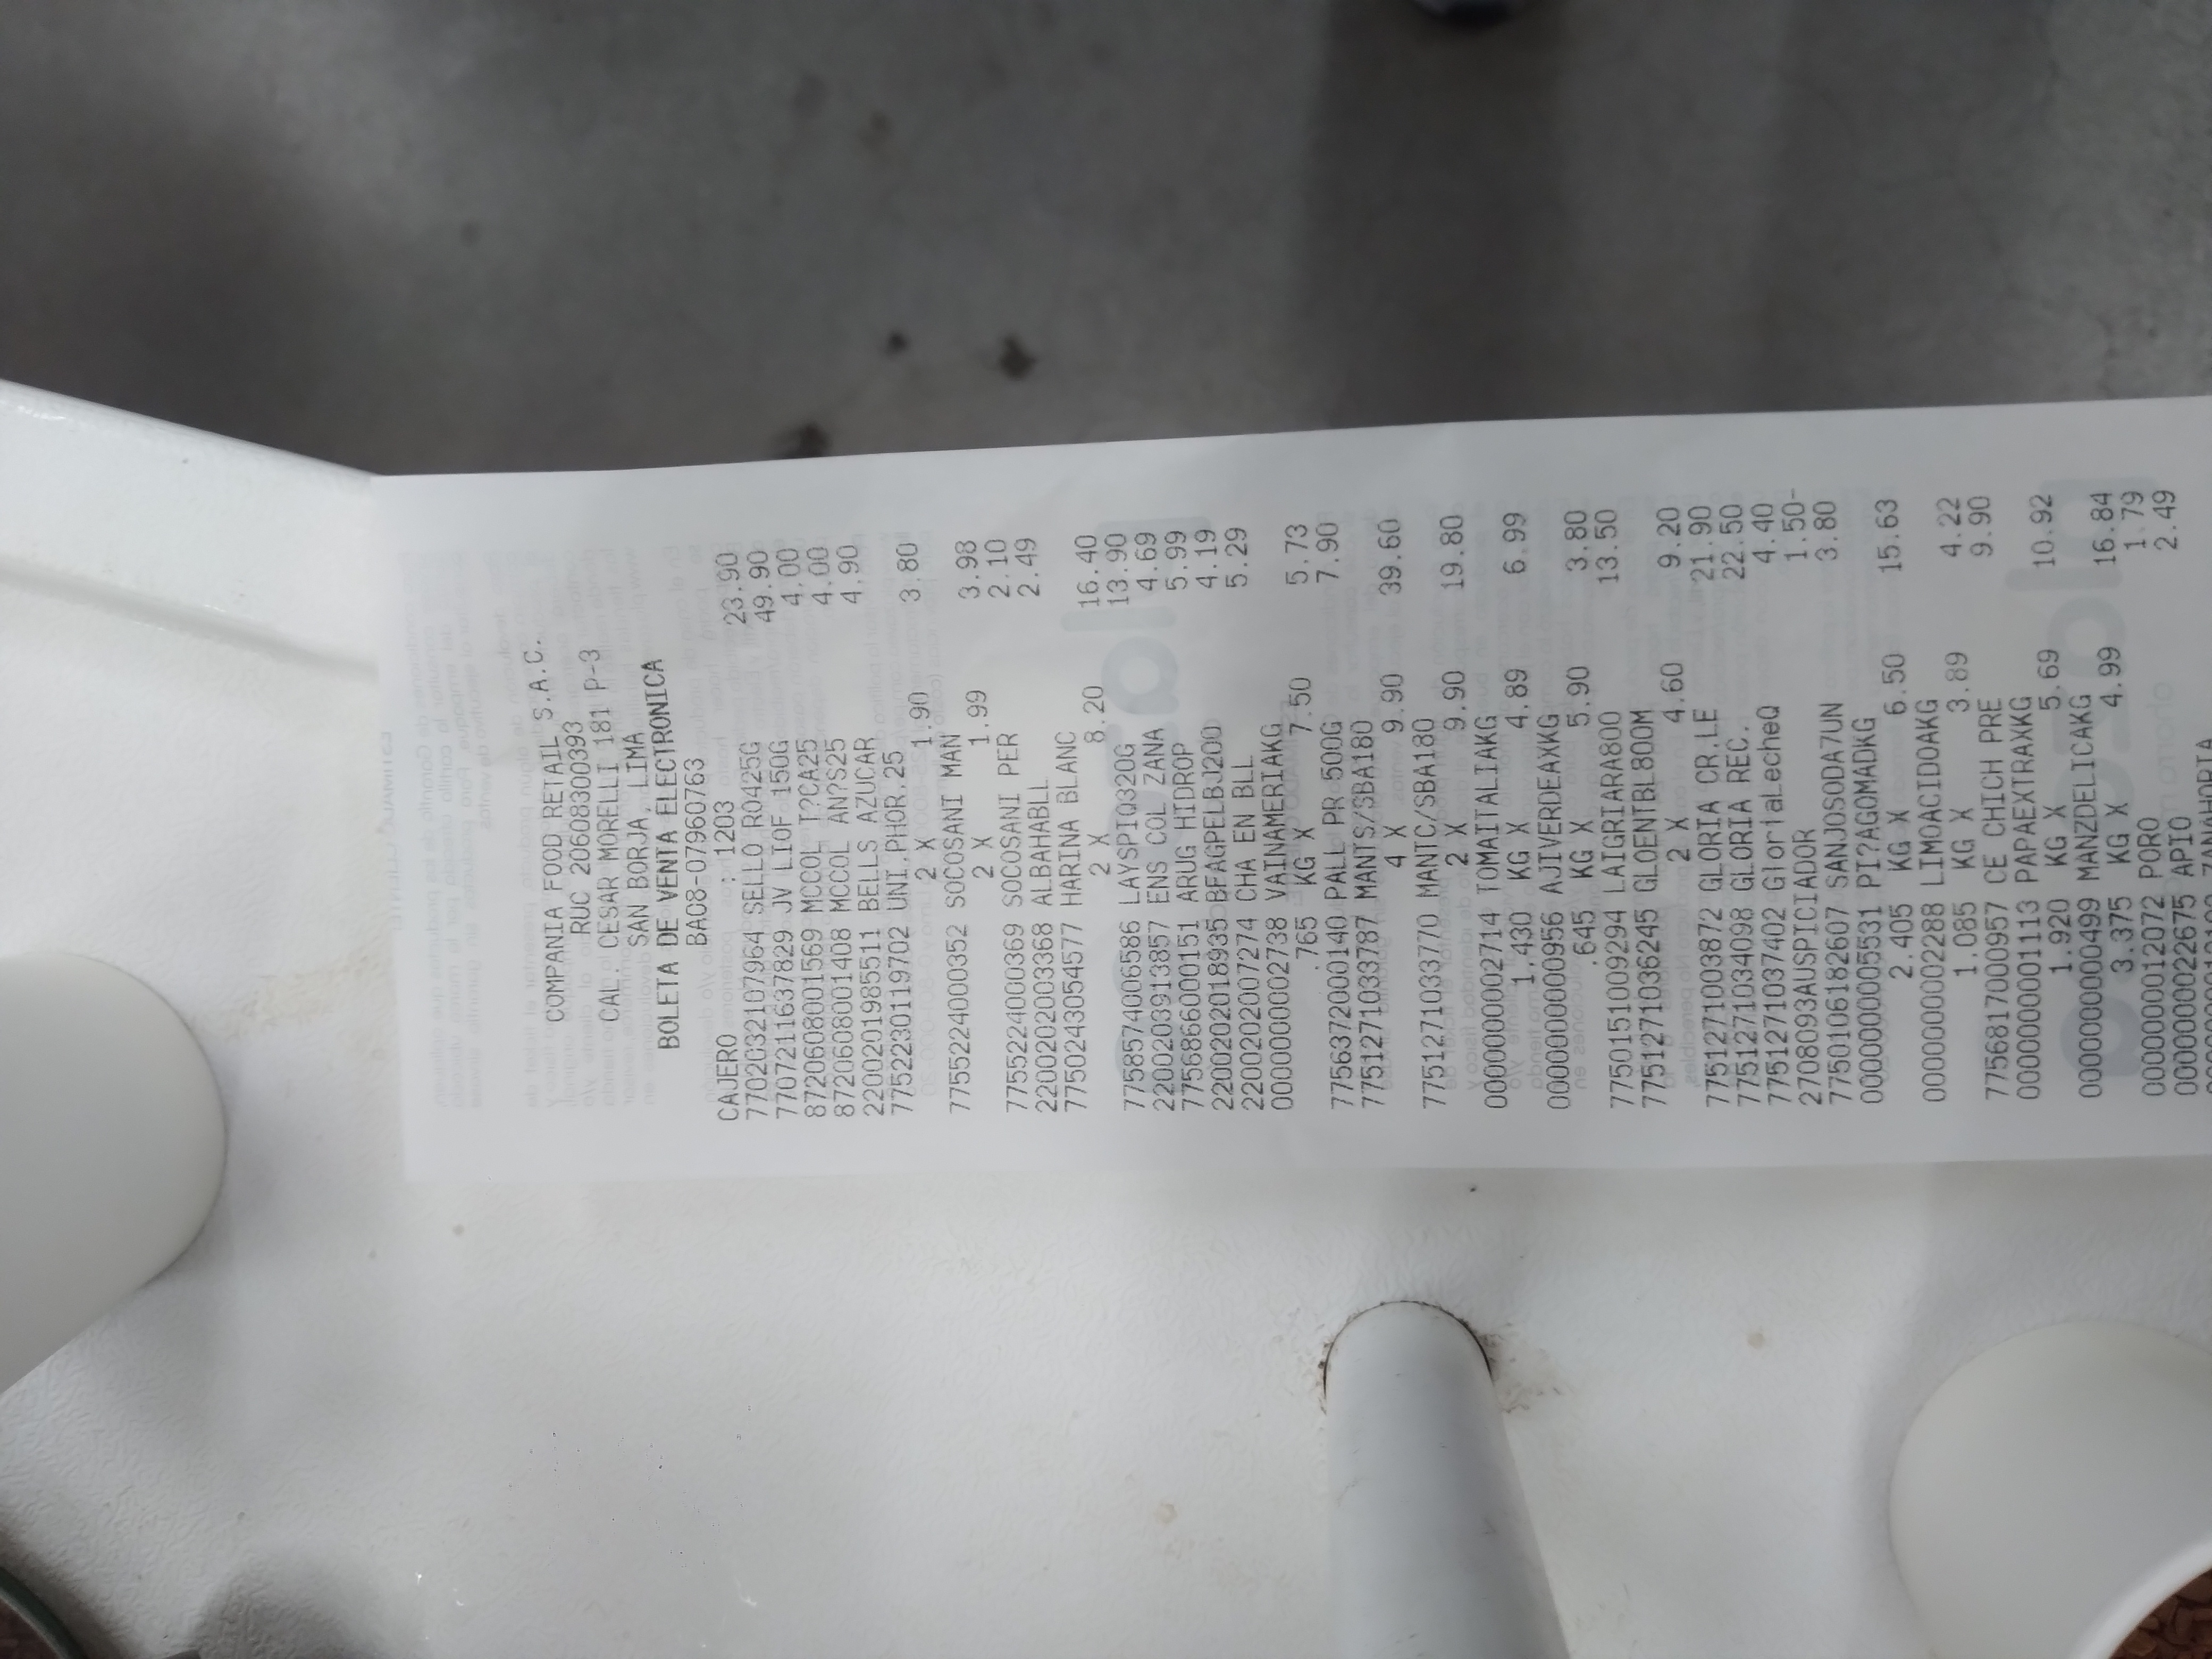 COMPANIA FOOD RETAIL S.A.C.
RUC 20608300393
CAL. CESAR MORELLI 181 P-3
SAN BORJA, LIMA
BOLETA DE VENTA ELECTRONICA
BA08-07960763
CAJERO : 1203
7702032107964 SELLO RO425G 23.90
7707211637829 JV LIOF 150G 49.90
8720608001569 MCCOL T?CA25 4.00
8720608001408 MCCOL AN?S25 4.00
2200201985511 BELLS AZUCAR 4.90
7752230119702 UNI.PHOR.25
2 X 1.90 3.80
7755224000352 SOCOSANI MAN
2 X 1.99 3.98
7755224000369 SOCOSANI PER 2.10
2200202003368 ALBAHABLL 2.49
7750243054577 HARINA BLANC
2 X 8.20 16.40
7758574006586 LAYSPIQ320G 13.90
2200203913857 ENS COL ZANA 4.69
7756866000151 ARUG HIDROP 5.99
2200202018935 BFAGPELBJ200 4.19
2200202007274 CHA EN BLL 5.29
0000000002738 VAINAMERIAKG
.765 KG X 7.50 5.73
7756372000140 PALL PR 500G 7.90
7751271033787 MANTS/SBA180
4 X 9.90 39.60
7751271033770 MANTC/SBA180
2 X 9.90 19.80
0000000002714 TOMAITALIAKG
1.430 KG X 4.89 6.99
0000000000956 AJIVERDEAXKG
.645 KG X 5.90 3.80
7750151009294 LAIGRIARA800 13.50
7751271036245 GLOENTBL800M
2 X 4.60 9.20
7751271003872 GLORIA CR.LE 21.90
7751271034098 GLORIA REC. 22.50
7751271037402 GloriaLecheQ 4.40
2708093AUSPICIADOR 1.50-
7750106182607 SANJOSODA7UN 3.80
0000000005531 PI?AGOMADKG
2.405 KG X 6.50 15.63
0000000002288 LIMOACIDOAKG
1.085 KG X 3.89 4.22
7756817000957 CE CHICH PRE 9.90
0000000001113 PAPAEXTRAXKG
1.920 KG X 5.69 10.92
0000000000499 MANZDELICAKG
3.375 KG X 4.99 16.84
0000000012072 PORO 1.79
0000000022675 APIO 2.49
ZANAHORIA